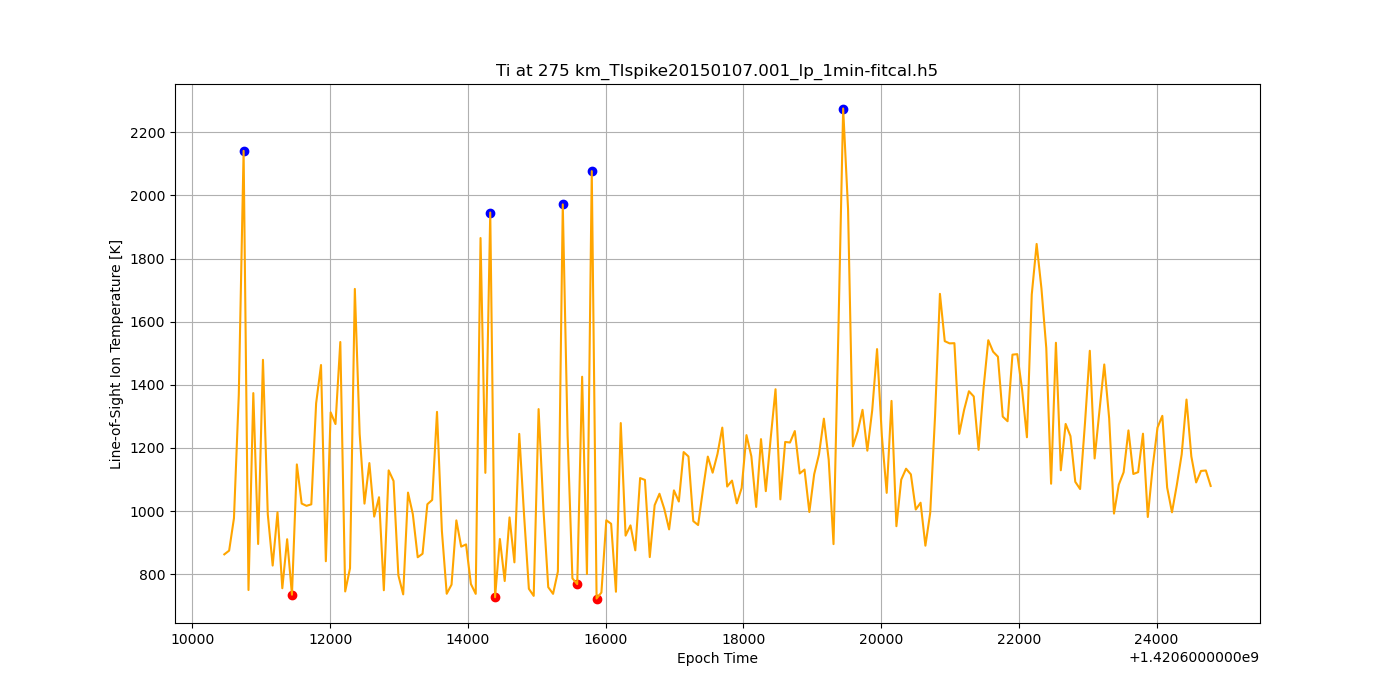 Ti at 275 km_TIspike20150107.001_lp_1min-fitcal.h5
Line-of-Sight Ion Temperature [K]
2200
2000
1800
1600
1400
1200
1000
800
10000 12000 14000 16000 18000 20000 22000 24000
Epoch Time
+1.4206000000e9